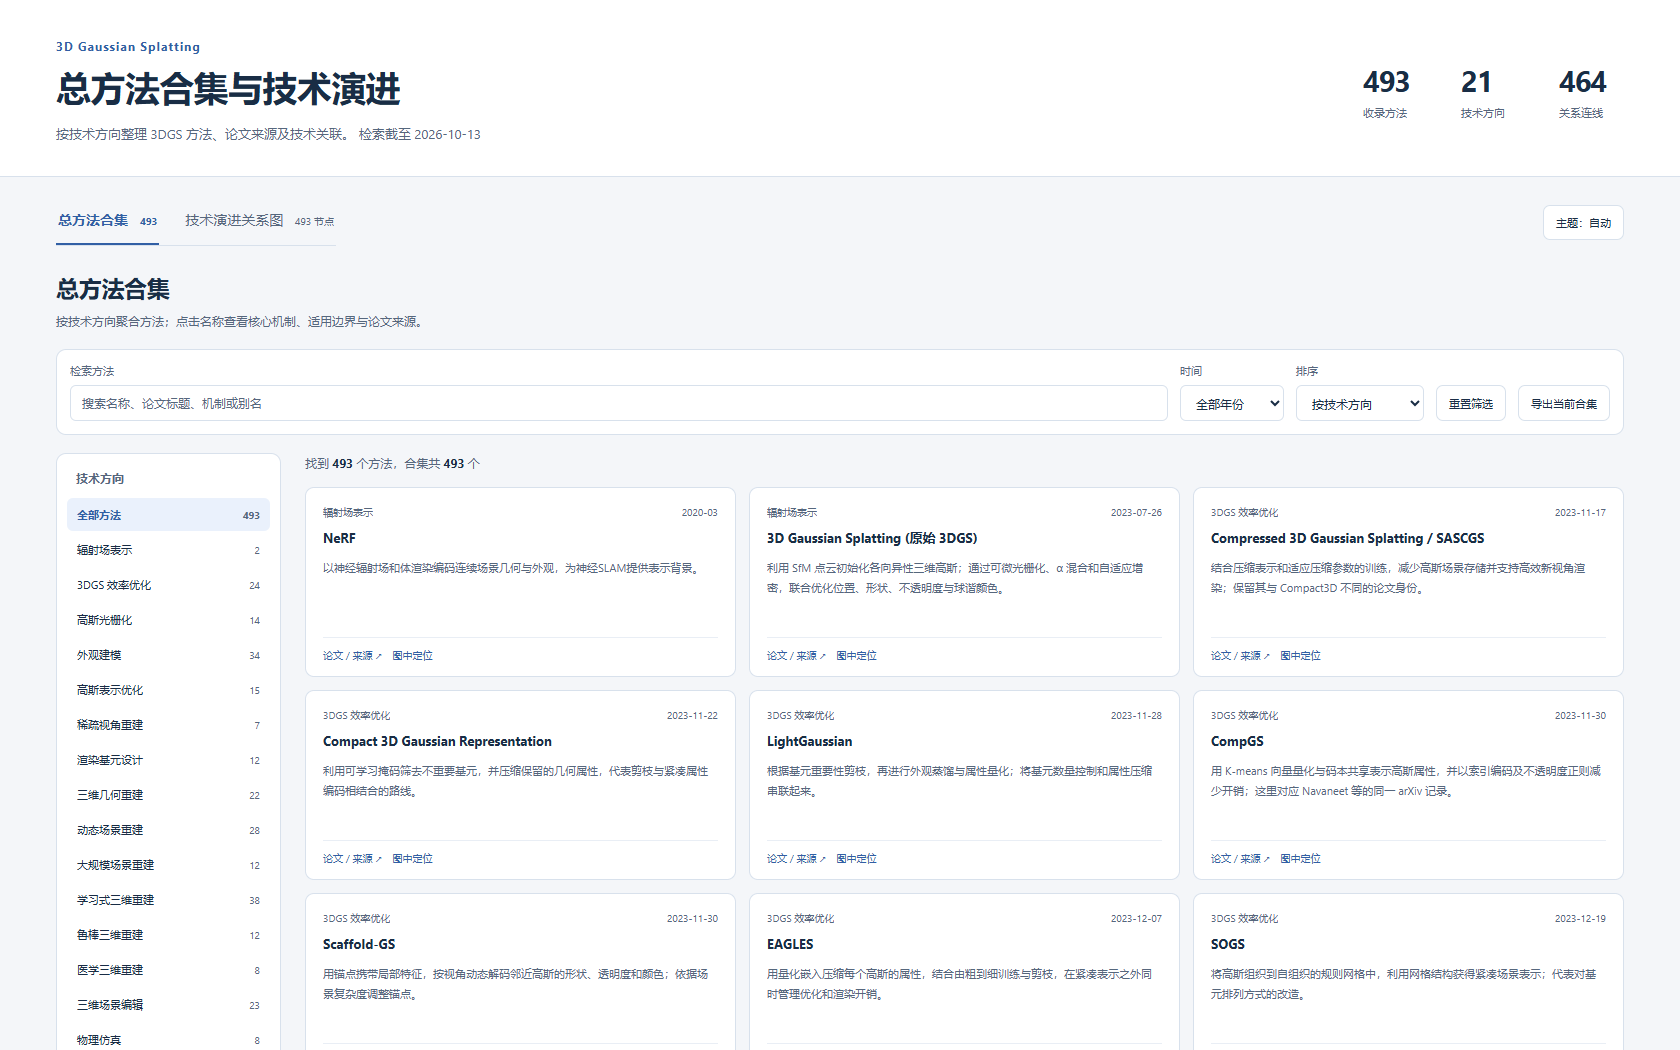 3D Gaussian Splatting
总方法合集与技术演进
按技术方向整理 3DGS 方法、论文来源及技术关联。 检索截至 2026-10-13
493
收录方法
21
技术方向
464
关系连线
总方法合集 493
技术演进关系图 493 节点
主题：自动
总方法合集
按技术方向聚合方法；点击名称查看核心机制、适用边界与论文来源。
检索方法
搜索名称、论文标题、机制或别名
时间
全部年份
排序
按技术方向
重置筛选
导出当前合集
技术方向
全部方法 493
辐射场表示 2
3DGS 效率优化 24
高斯光栅化 14
外观建模 34
高斯表示优化 15
稀疏视角重建 7
渲染基元设计 12
三维几何重建 22
动态场景重建 28
大规模场景重建 12
学习式三维重建 38
鲁棒三维重建 12
医学三维重建 8
三维场景编辑 23
物理仿真 8
找到 493 个方法，合集共 493 个
辐射场表示 2020-03
NeRF
以神经辐射场和体渲染编码连续场景几何与外观，为神经SLAM提供表示背景。
论文 / 来源 ↗ 图中定位
辐射场表示 2023-07-26
3D Gaussian Splatting (原始 3DGS)
利用 SfM 点云初始化各向异性三维高斯；通过可微光栅化、α 混合和自适应增
密，联合优化位置、形状、不透明度与球谐颜色。
论文 / 来源 ↗ 图中定位
3DGS 效率优化 2023-11-17
Compressed 3D Gaussian Splatting / SASCGS
结合压缩表示和适应压缩参数的训练，减少高斯场景存储并支持高效新视角渲
染；保留其与 Compact3D 不同的论文身份。
论文 / 来源 ↗ 图中定位
3DGS 效率优化 2023-11-22
Compact 3D Gaussian Representation
利用可学习掩码筛去不重要基元，并压缩保留的几何属性，代表剪枝与紧凑属性
编码相结合的路线。
论文 / 来源 ↗ 图中定位
3DGS 效率优化 2023-11-28
LightGaussian
根据基元重要性剪枝，再进行外观蒸馏与属性量化；将基元数量控制和属性压缩
串联起来。
论文 / 来源 ↗ 图中定位
3DGS 效率优化 2023-11-30
CompGS
用 K-means 向量量化与码本共享表示高斯属性，并以索引编码及不透明度正则减
少开销；这里对应 Navaneet 等的同一 arXiv 记录。
论文 / 来源 ↗ 图中定位
3DGS 效率优化 2023-11-30
Scaffold-GS
用锚点携带局部特征，按视角动态解码邻近高斯的形状、透明度和颜色；依据场
景复杂度调整锚点。
3DGS 效率优化 2023-12-07
EAGLES
用量化嵌入压缩每个高斯的属性，结合由粗到细训练与剪枝，在紧凑表示之外同
时管理优化和渲染开销。
3DGS 效率优化 2023-12-19
SOGS
将高斯组织到自组织的规则网格中，利用网格结构获得紧凑场景表示；代表对基
元排列方式的改造。